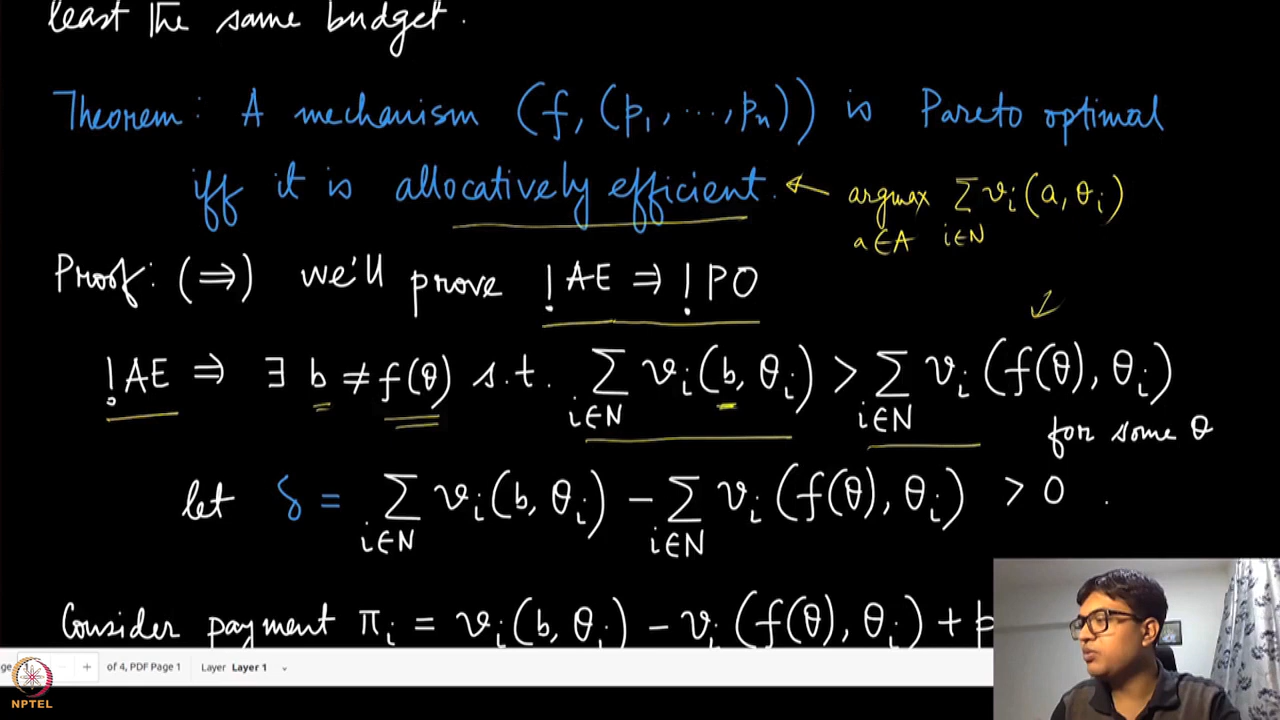 least the same budget.
Theorem: A mechanism (f, (p₁, ..., pₙ)) is Pareto optimal
iff it is allocatively efficient. ← argmax Σ vᵢ(a, θᵢ)
a∈A i∈N
Proof: (⇒) we'll prove !AE ⇒ !PO
!AE ⇒ ∃ b ≠ f(θ) s.t. Σ vᵢ(b, θᵢ) > Σ vᵢ(f(θ), θᵢ)
i∈N i∈N for some θ
let δ = Σ vᵢ(b, θᵢ) - Σ vᵢ(f(θ), θᵢ) > 0.
i∈N i∈N
Consider payment πᵢ = vᵢ(b, θᵢ) - vᵢ(f(θ), θᵢ) + p
ge + of 4, PDF Page 1 Layer Layer 1
NPTEL